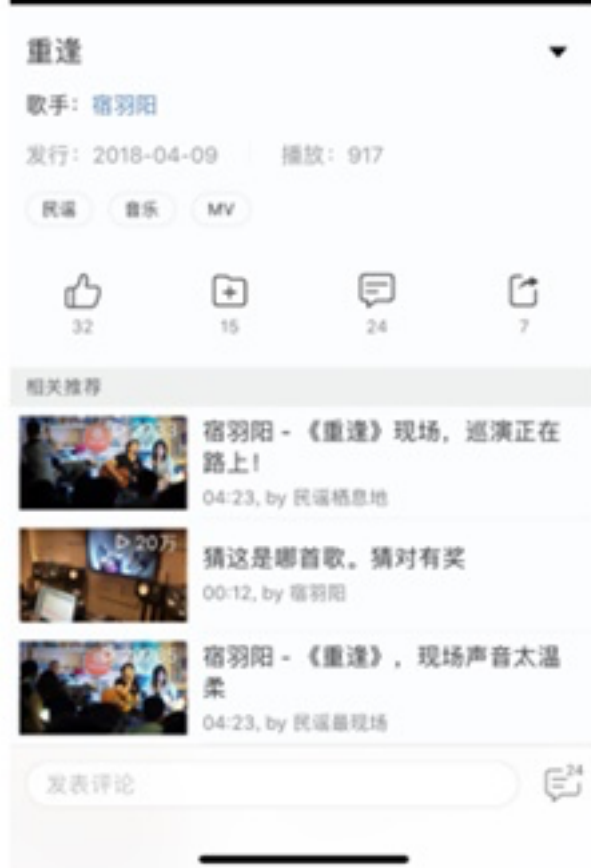 重逢
歌手：宿羽阳
发行：2018-04-09 播放：917
民谣 音乐 MV
32 15 24 7
相关推荐
宿羽阳 - 《重逢》现场，巡演正在
路上！
04:23, by 民谣栖息地
20万
猜这是哪首歌。猜对有奖
00:12, by 宿羽阳
宿羽阳 - 《重逢》，现场声音太温
柔
04:23, by 民谣最现场
发表评论
24